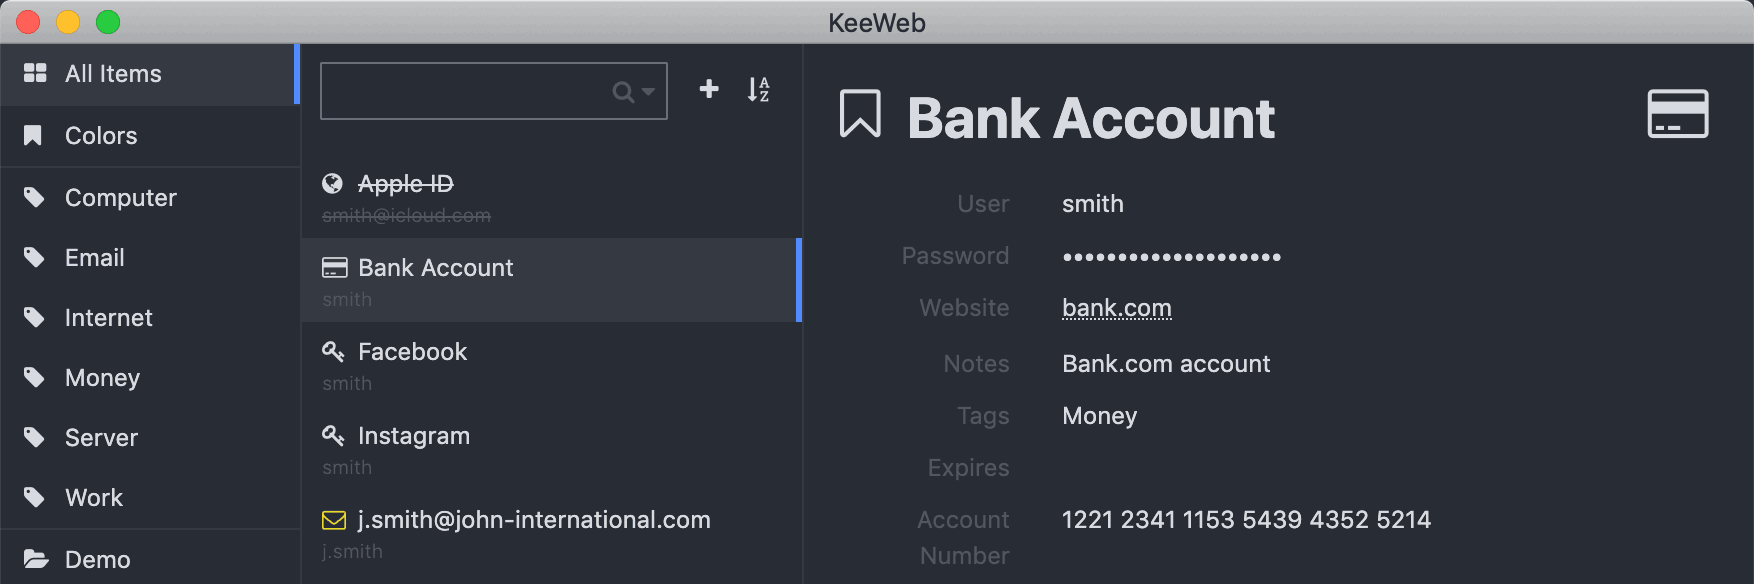 KeeWeb
All Items
Colors
Computer
Email
Internet
Money
Server
Work
Demo
A
Z
Apple ID
smith@icloud.com
Bank Account
smith
Facebook
smith
Instagram
smith
j.smith@john-international.com
j.smith
Bank Account
User smith
Password ••••••••••••••••••••
Website bank.com
Notes Bank.com account
Tags Money
Expires
Account 1221 2341 1153 5439 4352 5214
Number